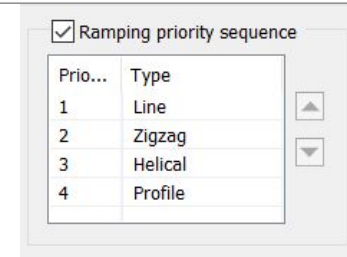 Ramping priority sequence
Prio... Type
1 Line
2 Zigzag
3 Helical
4 Profile